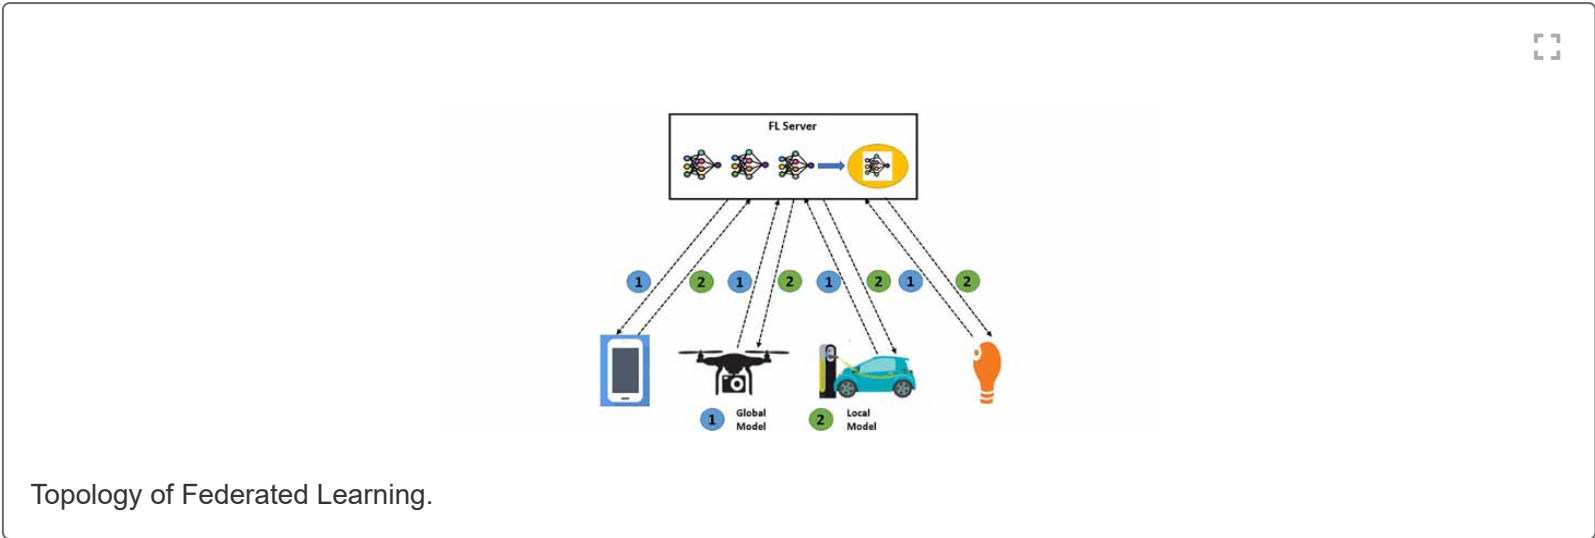 FL Server
1 2 1 2 1 2 1 2
1 Global 2 Local
Model Model
Topology of Federated Learning.